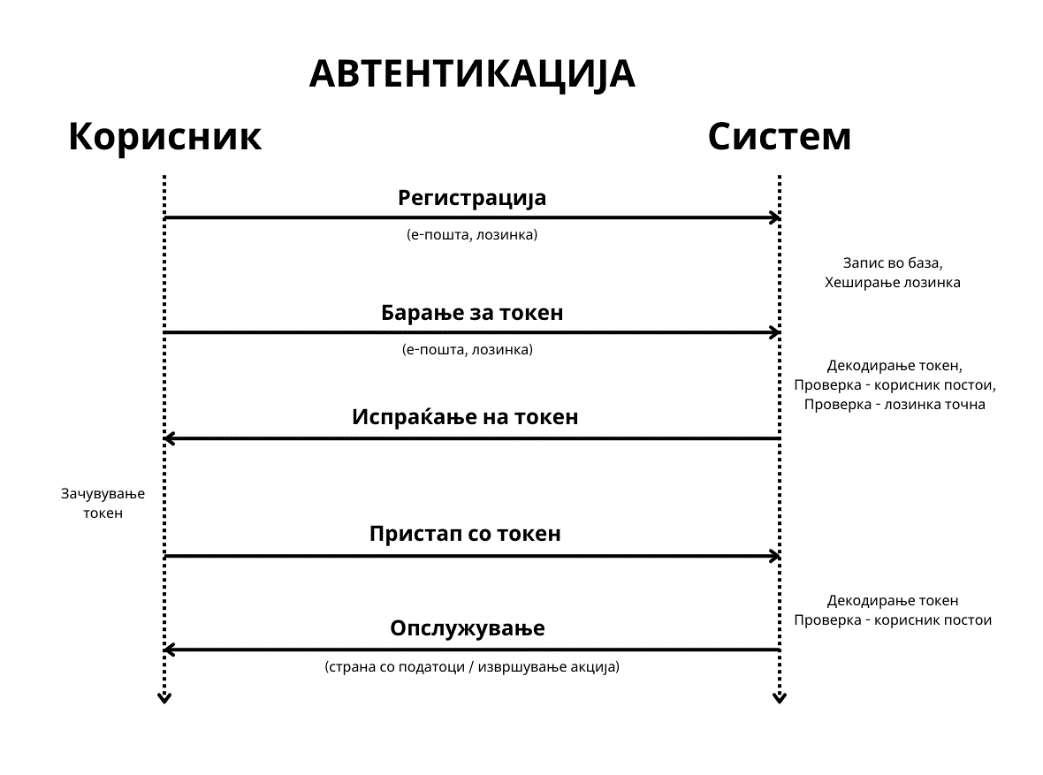 АВТЕНТИКАЦИЈА
Корисник
Систем
Регистрација
(е-пошта, лозинка)
Запис во база,
Хеширање лозинка
Барање за токен
(е-пошта, лозинка)
Декодирање токен,
Проверка - корисник постои,
Проверка - лозинка точна
Испраќање на токен
Зачувување
токен
Пристап со токен
Декодирање токен
Проверка - корисник постои
Опслужување
(страна со податоци / извршување акција)